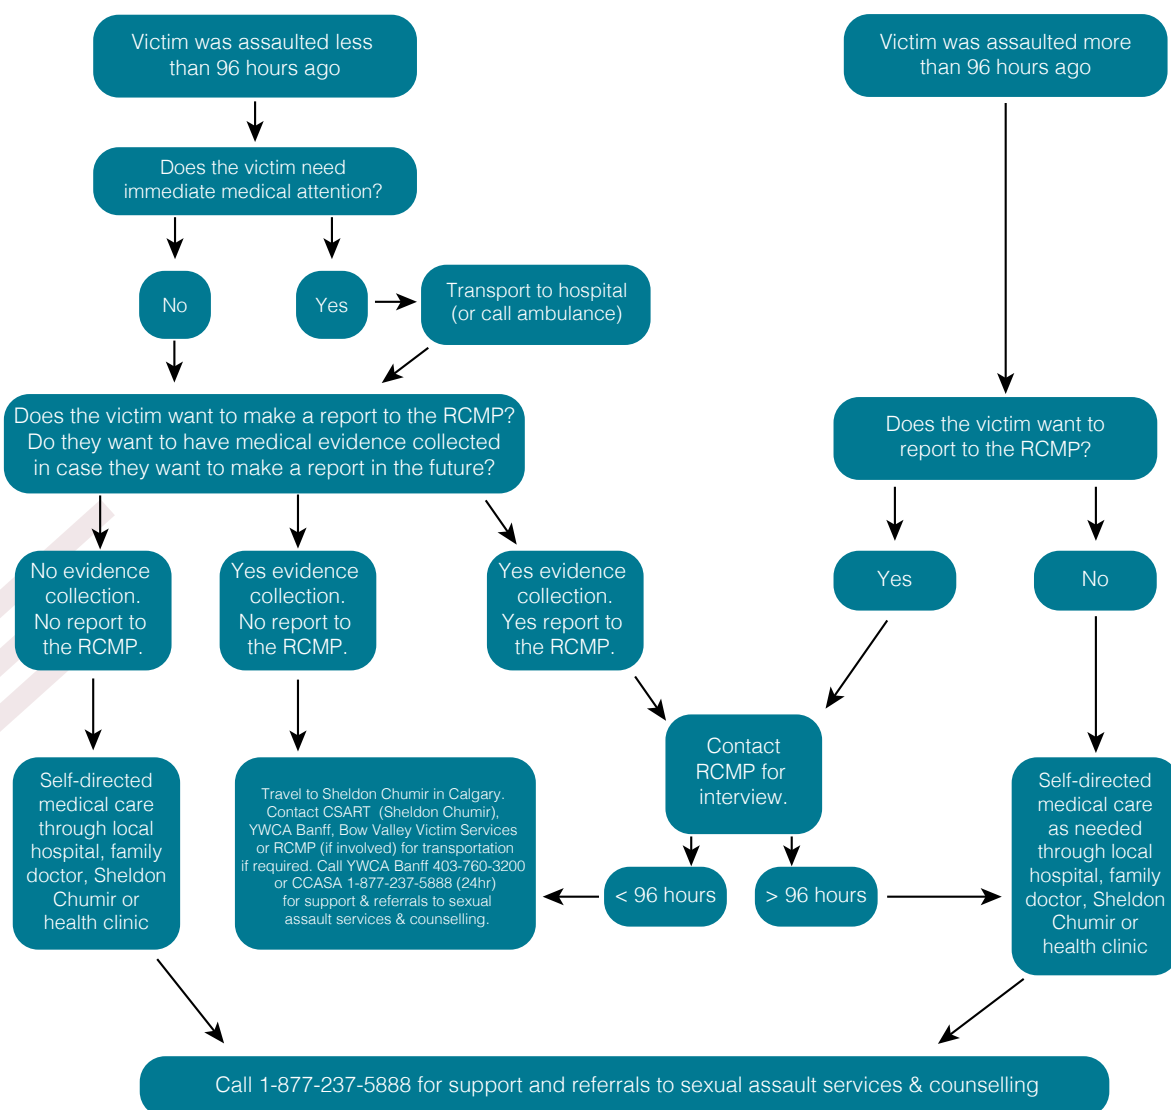 Victim was assaulted less
than 96 hours ago
Victim was assaulted more
than 96 hours ago
Does the victim need
immediate medical attention?
No
Yes
Transport to hospital
(or call ambulance)
Does the victim want to make a report to the RCMP?
Do they want to have medical evidence collected
in case they want to make a report in the future?
Does the victim want to
report to the RCMP?
No evidence
collection.
No report to
the RCMP.
Yes evidence
collection.
No report to
the RCMP.
Yes evidence
collection.
Yes report to
the RCMP.
Yes
No
Contact
RCMP for
interview.
Self-directed
medical care
through local
hospital, family
doctor, Sheldon
Chumir or
health clinic
Travel to Sheldon Chumir in Calgary.
Contact CSART (Sheldon Chumir),
YWCA Banff, Bow Valley Victim Services
or RCMP (if involved) for transportation
if required. Call YWCA Banff 403-760-3200
or CCASA 1-877-237-5888 (24hr)
for support & referrals to sexual
assault services & counselling.
< 96 hours
> 96 hours
Self-directed
medical care
as needed
through local
hospital, family
doctor, Sheldon
Chumir or
health clinic
Call 1-877-237-5888 for support and referrals to sexual assault services & counselling